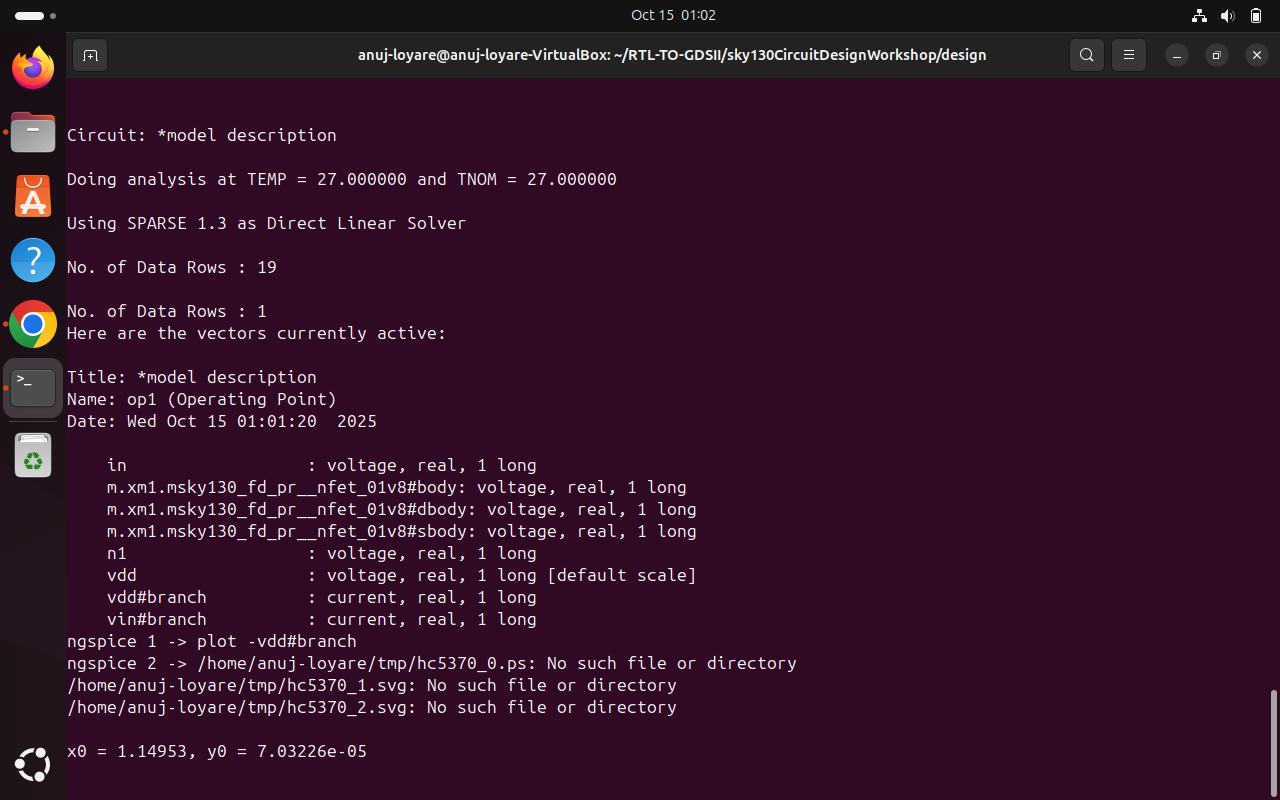 Oct 15 01:02
anuj-loyare@anuj-loyare-VirtualBox: ~/RTL-TO-GDSII/sky130CircuitDesignWorkshop/design
Circuit: *model description
Doing analysis at TEMP = 27.000000 and TNOM = 27.000000
Using SPARSE 1.3 as Direct Linear Solver
No. of Data Rows : 19
No. of Data Rows : 1
Here are the vectors currently active:
Title: *model description
Name: op1 (Operating Point)
Date: Wed Oct 15 01:01:20  2025
    in                  : voltage, real, 1 long
    m.xm1.msky130_fd_pr__nfet_01v8#body: voltage, real, 1 long
    m.xm1.msky130_fd_pr__nfet_01v8#dbody: voltage, real, 1 long
    m.xm1.msky130_fd_pr__nfet_01v8#sbody: voltage, real, 1 long
    n1                  : voltage, real, 1 long
    vdd                 : voltage, real, 1 long [default scale]
    vdd#branch          : current, real, 1 long
    vin#branch          : current, real, 1 long
ngspice 1 -> plot -vdd#branch
ngspice 2 -> /home/anuj-loyare/tmp/hc5370_0.ps: No such file or directory
/home/anuj-loyare/tmp/hc5370_1.svg: No such file or directory
/home/anuj-loyare/tmp/hc5370_2.svg: No such file or directory
x0 = 1.14953, y0 = 7.03226e-05